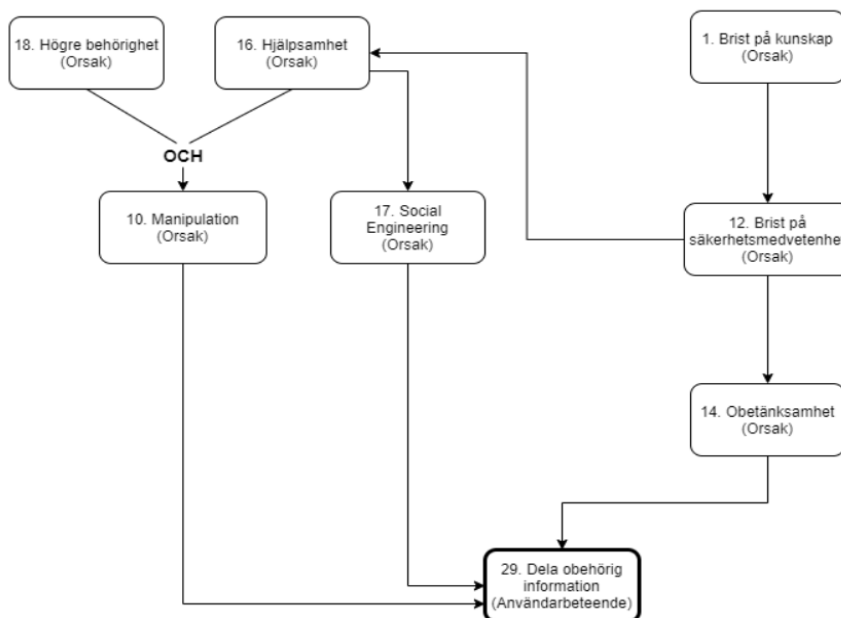 18. Högre behörighet
(Orsak)
16. Hjälpsamhet
(Orsak)
1. Brist på kunskap
(Orsak)
OCH
10. Manipulation
(Orsak)
17. Social
Engineering
(Orsak)
12. Brist på
säkerhetsmedvetenhet
(Orsak)
14. Obetänksamhet
(Orsak)
29. Dela obehörig
information
(Användarbeteende)